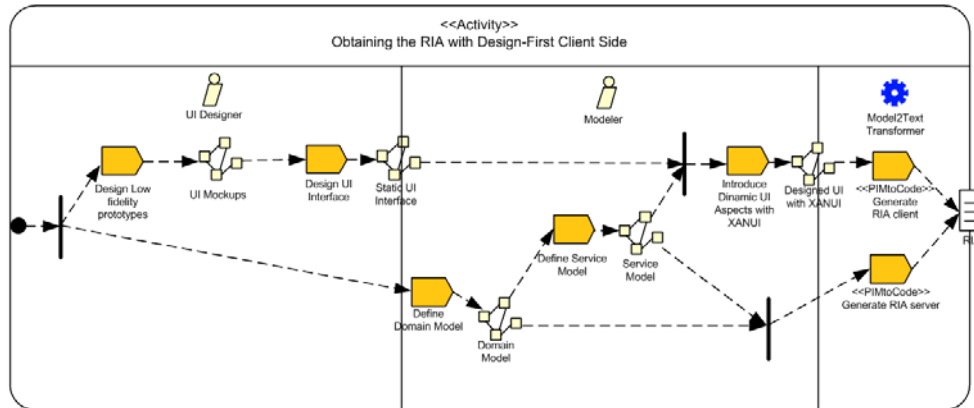 <<Activity>>
Obtaining the RIA with Design-First Client Side
UI Designer
Modeler
Model2Text
Transformer
Design Low
fidelity
prototypes
UI Mockups
Design UI
Interface
Static UI
Interface
Introduce
Dinamic UI
Aspects with
XANUI
Designed UI
with XANUI
<<PIMtoCode>>
Generate
RIA client
Define Service
Model
Service
Model
Define
Domain Model
Domain
Model
<<PIMtoCode>>
Generate RIA server